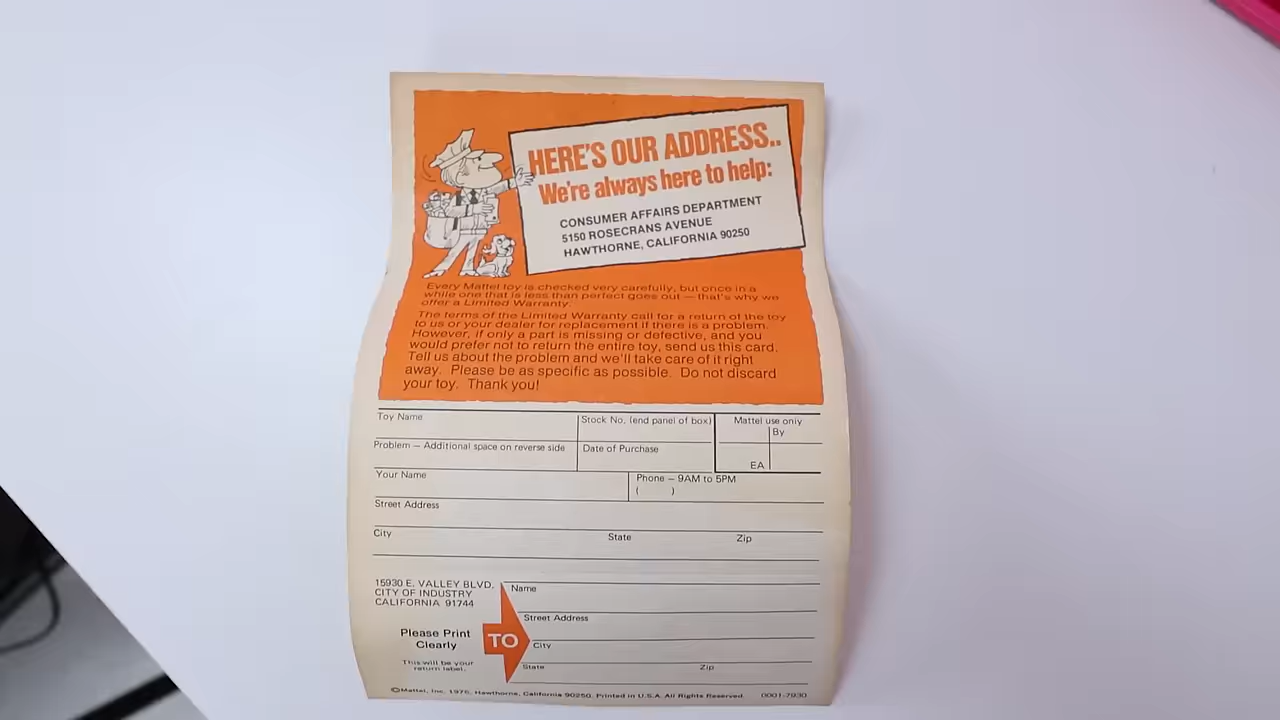 HERE'S OUR ADDRESS..
We're always here to help:
CONSUMER AFFAIRS DEPARTMENT
5150 ROSECRANS AVENUE
HAWTHORNE, CALIFORNIA 90250
Every Mattel toy is checked very carefully, but once in a
while one that is less than perfect goes out — that's why we
offer a Limited Warranty.
The terms of the Limited Warranty call for a return of the toy
to us or your dealer for replacement if there is a problem.
However, if only a part is missing or defective, and you
would prefer not to return the entire toy, send us this card.
Tell us about the problem and we'll take care of it right
away. Please be as specific as possible. Do not discard
your toy. Thank you!
Toy Name
Stock No. (end panel of box)
Mattel use only
By
Problem — Additional space on reverse side
Date of Purchase
EA
Your Name
Phone — 9AM to 5PM
( )
Street Address
City State Zip
15930 E. VALLEY BLVD.
CITY OF INDUSTRY
CALIFORNIA 91744
Please Print
Clearly
This will be your
return label.
TO
Name
Street Address
City
State Zip
©Mattel, Inc. 1976, Hawthorne, California 90250. Printed in U.S.A. All Rights Reserved. 0001-7930